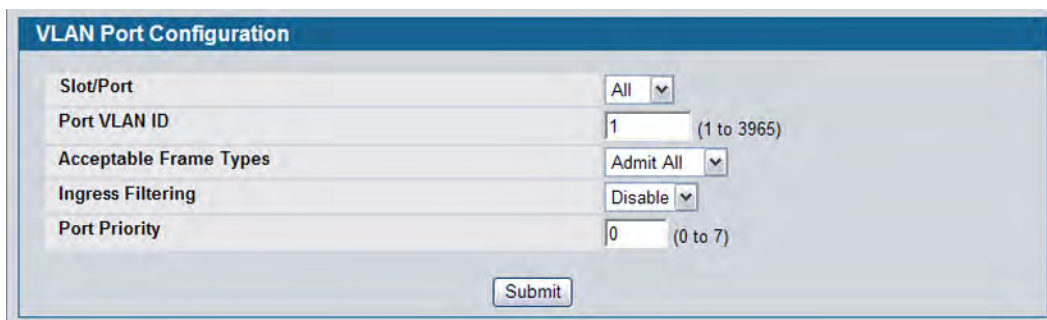 VLAN Port Configuration
Slot/Port All
Port VLAN ID 1 (1 to 3965)
Acceptable Frame Types Admit All
Ingress Filtering Disable
Port Priority 0 (0 to 7)
Submit